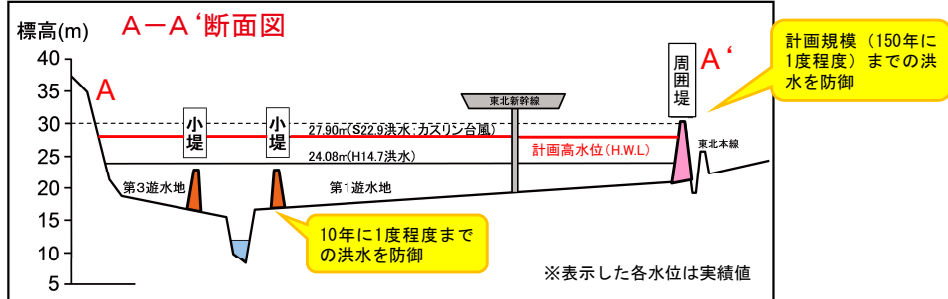 標高(m)
A－A‘断面図
40
35
30
25
20
15
10
5
A
小堤
小堤
東北新幹線
周囲堤
A‘
計画規模（150年に
1度程度）までの洪
水を防御
27.90㎡(S22.9洪水；カスリン台風)
計画高水位(H.W.L)
東北本線
24.08㎡(H14.7洪水)
第3遊水地
第1遊水地
10年に1度程度まで
の洪水を防御
※表示した各水位は実績値